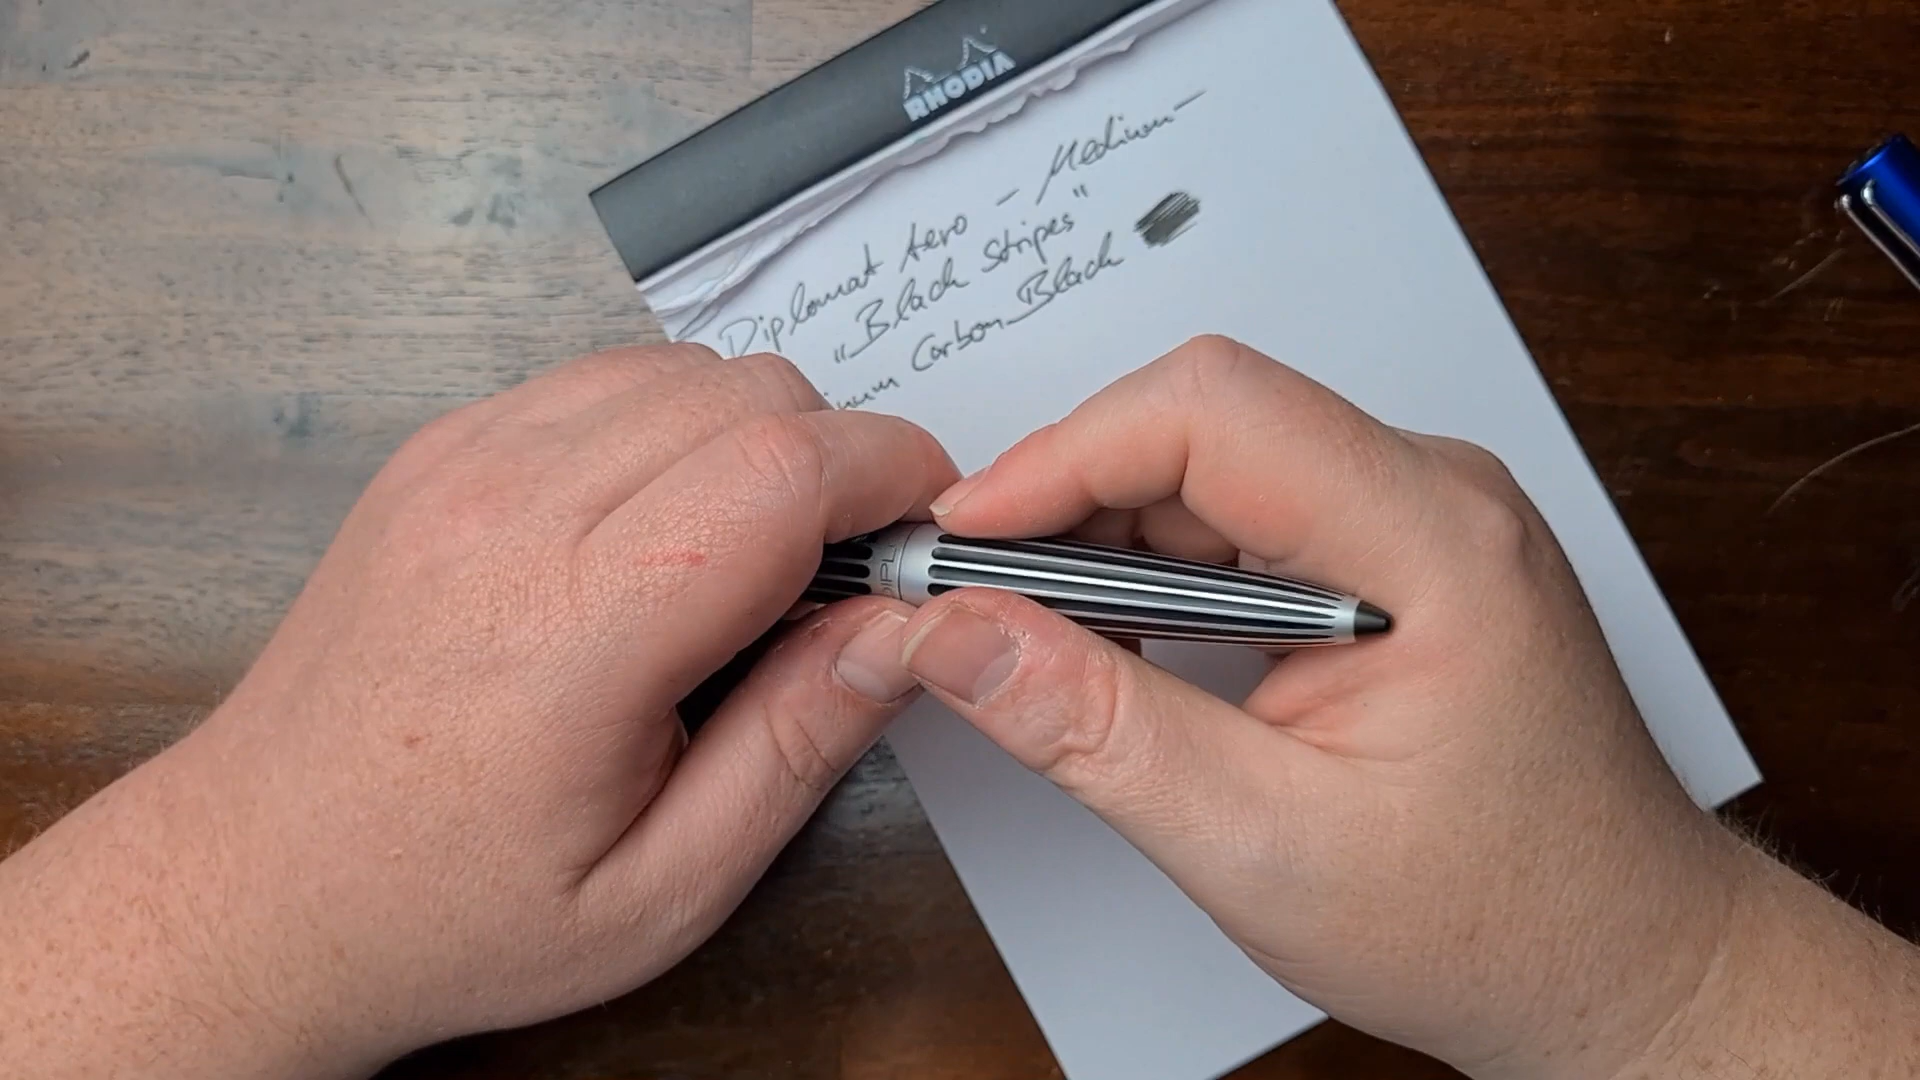 RHODIA
Diplomat Aero - Medium -
"Black Stripes"
Carbon Black
DIPL